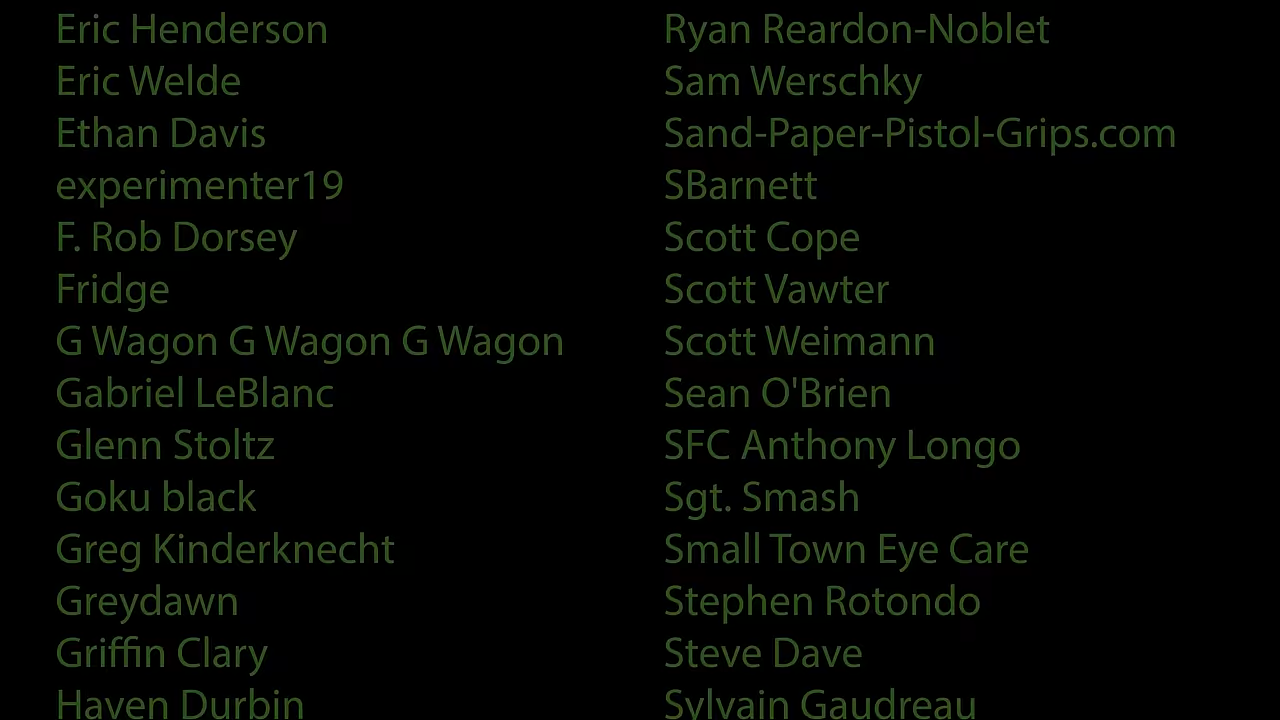 Eric Henderson
Eric Welde
Ethan Davis
experimenter19
F. Rob Dorsey
Fridge
G Wagon G Wagon G Wagon
Gabriel LeBlanc
Glenn Stoltz
Goku black
Greg Kinderknecht
Greydawn
Griffin Clary
Haven Durbin
Ryan Reardon-Noblet
Sam Werschky
Sand-Paper-Pistol-Grips.com
SBarnett
Scott Cope
Scott Vawter
Scott Weimann
Sean O'Brien
SFC Anthony Longo
Sgt. Smash
Small Town Eye Care
Stephen Rotondo
Steve Dave
Sylvain Gaudreau